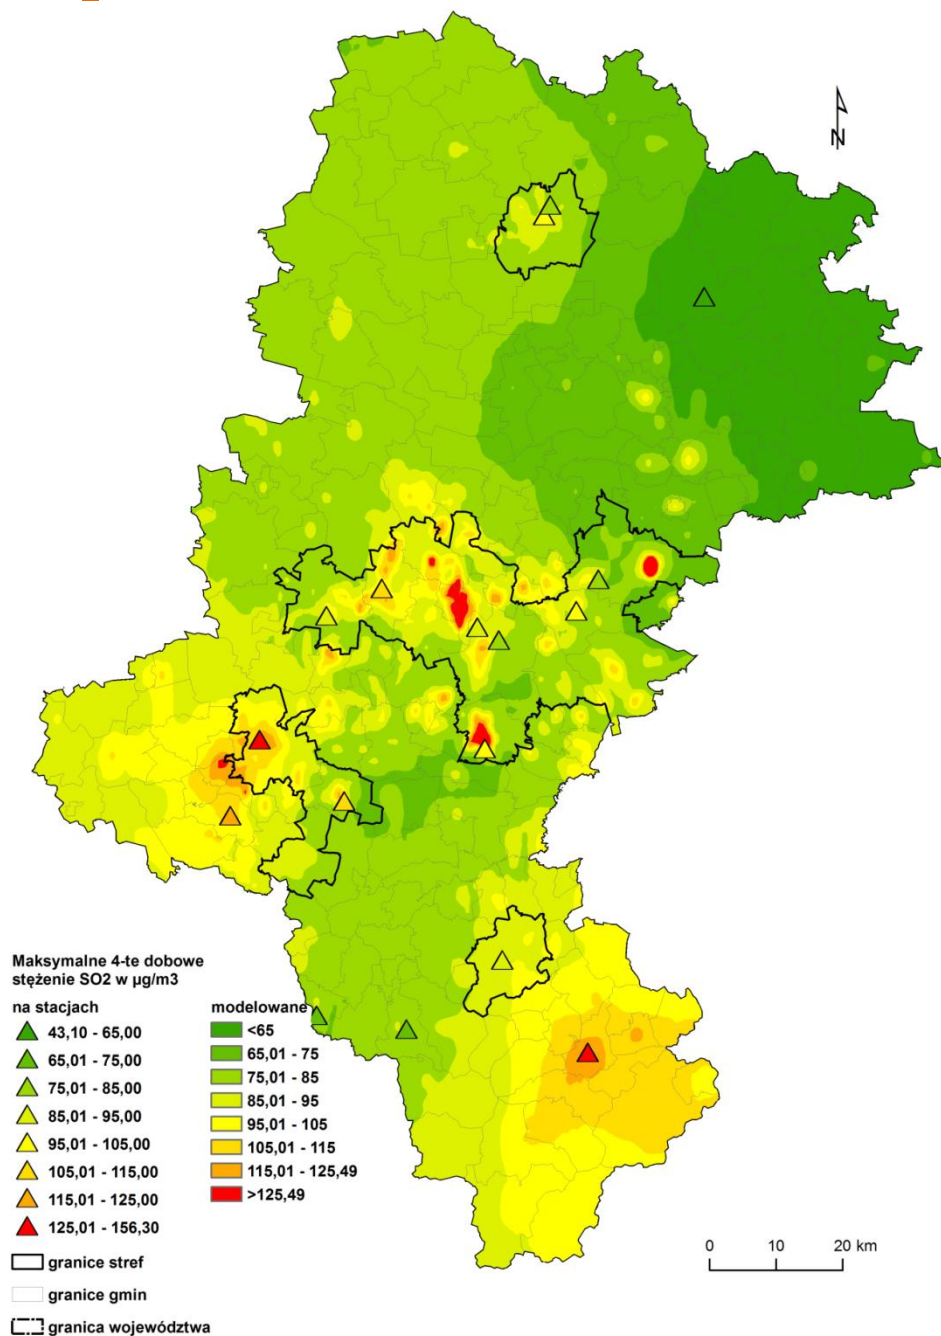 N
Maksymalne 4-te dobowe
stężenie SO2 w µg/m3
na stacjach
43,10 - 65,00
65,01 - 75,00
75,01 - 85,00
85,01 - 95,00
95,01 - 105,00
105,01 - 115,00
115,01 - 125,00
125,01 - 156,30
granice stref
granice gmin
granica województwa
modelowane
<65
65,01 - 75
75,01 - 85
85,01 - 95
95,01 - 105
105,01 - 115
115,01 - 125,49
>125,49
0 10 20 km